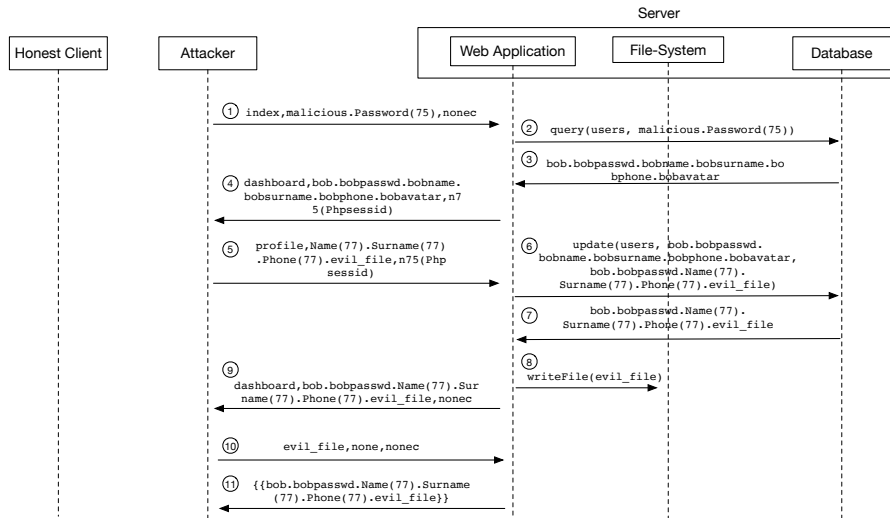 Server
Honest Client
Attacker
Web Application
File-System
Database
1
index,malicious.Password(75),nonec
2
query(users, malicious.Password(75))
3
bob.bobpasswd.bobname.bobsurname.bo
bphone.bobavatar
4
dashboard,bob.bobpasswd.bobname.
bobsurname.bobphone.bobavatar,n7
5(Phpsessid)
5
profile,Name(77).Surname(77)
.Phone(77).evil_file,n75(Php
sessid)
6
update(users, bob.bobpasswd.
bobname.bobsurname.bobphone.bobavatar,
bob.bobpasswd.Name(77).
Surname(77).Phone(77).evil_file)
7
bob.bobpasswd.Name(77).
Surname(77).Phone(77).evil_file
8
writeFile(evil_file)
9
dashboard,bob.bobpasswd.Name(77).Sur
name(77).Phone(77).evil_file,nonec
10
evil_file,none,nonec
11
{{bob.bobpasswd.Name(77).Surname
(77).Phone(77).evil_file}}